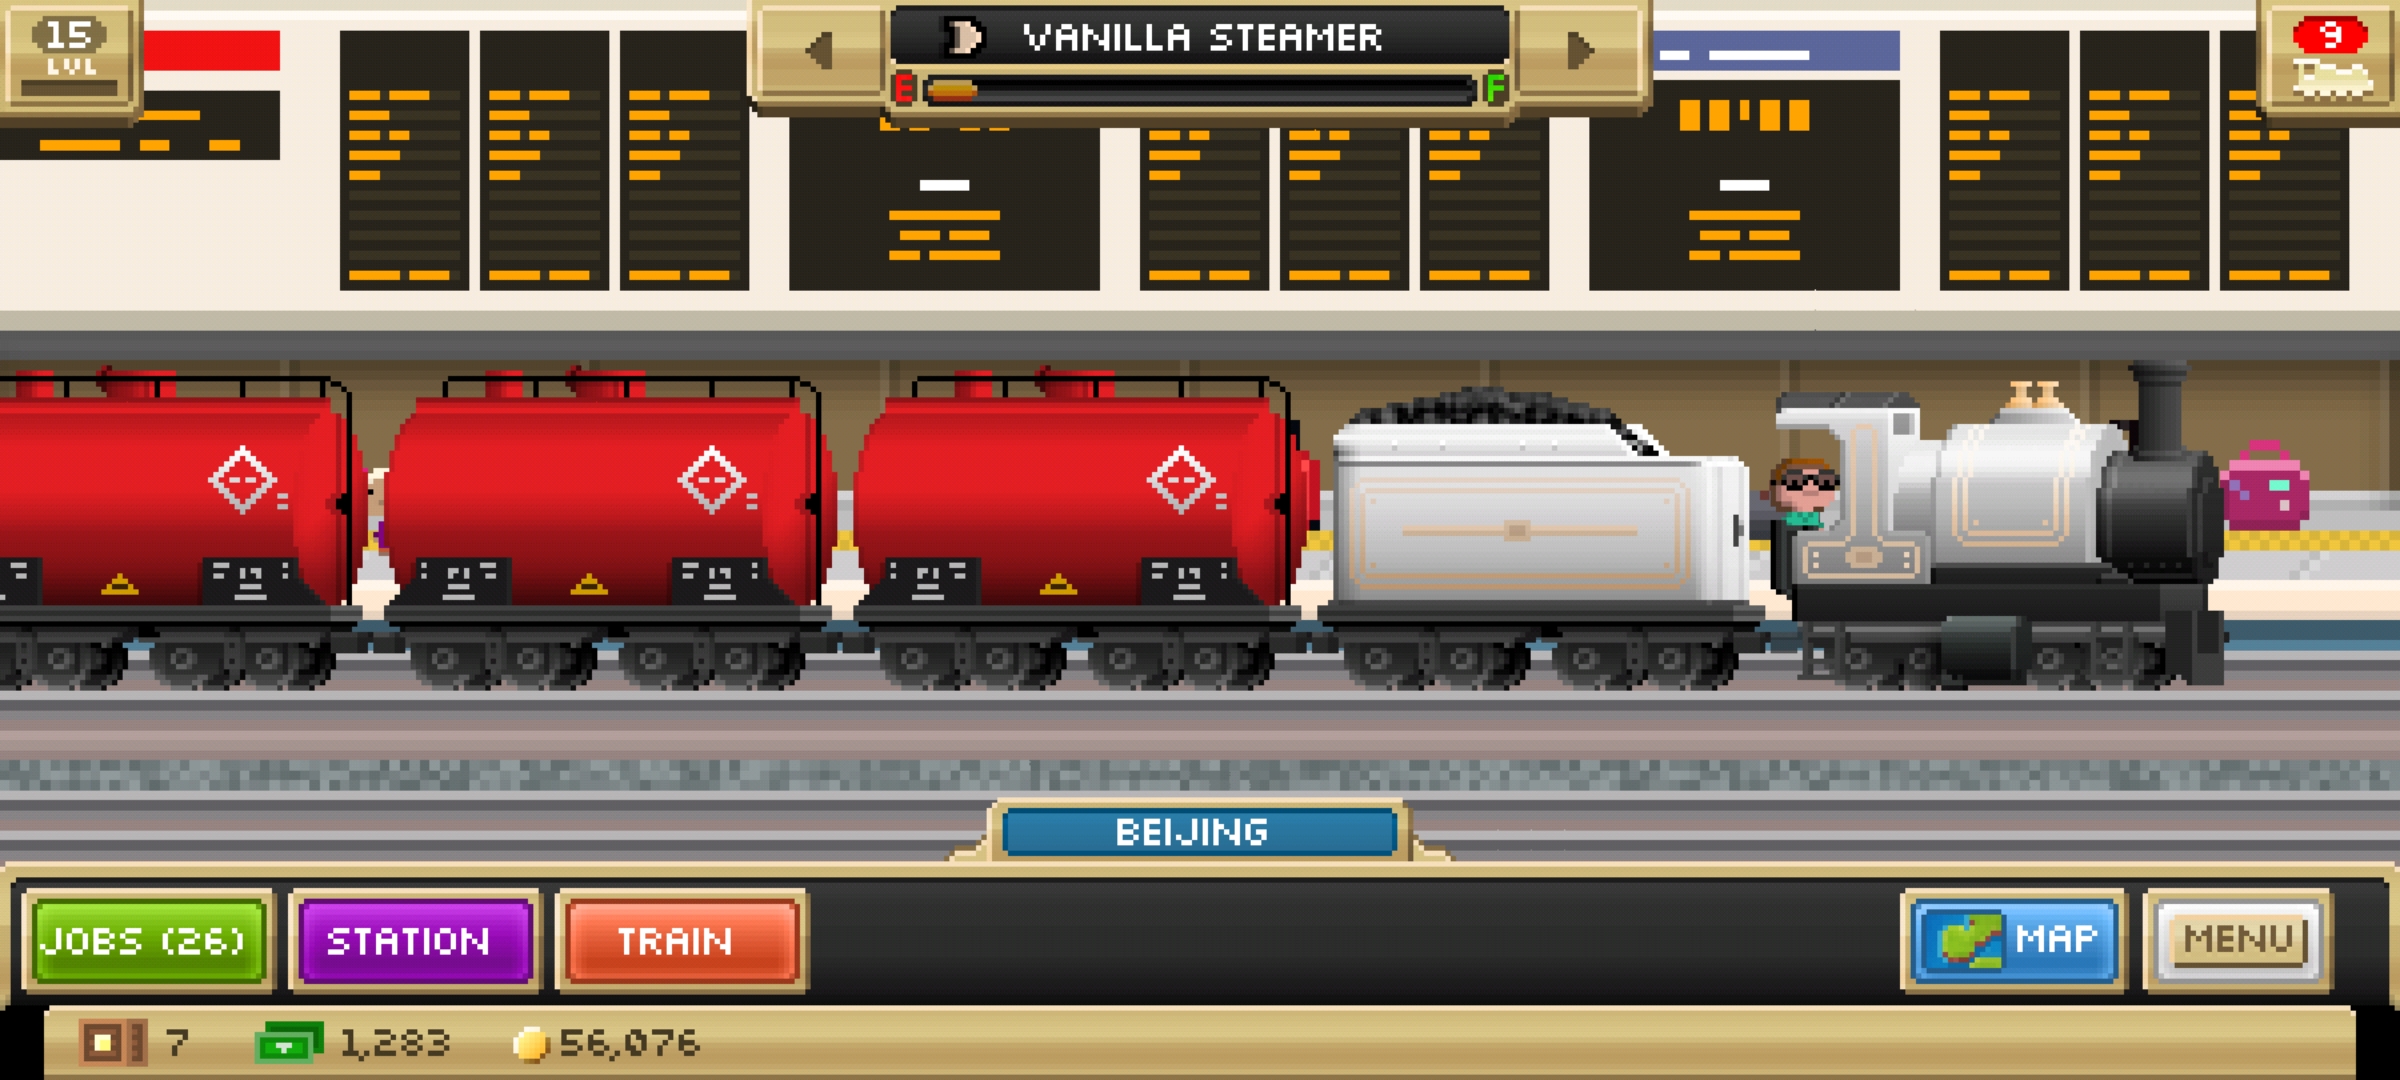 15
LVL
VANILLA STEAMER
E
F
9
BEIJING
JOBS (26)
STATION
TRAIN
MAP
MENU
7
1,283
56,076